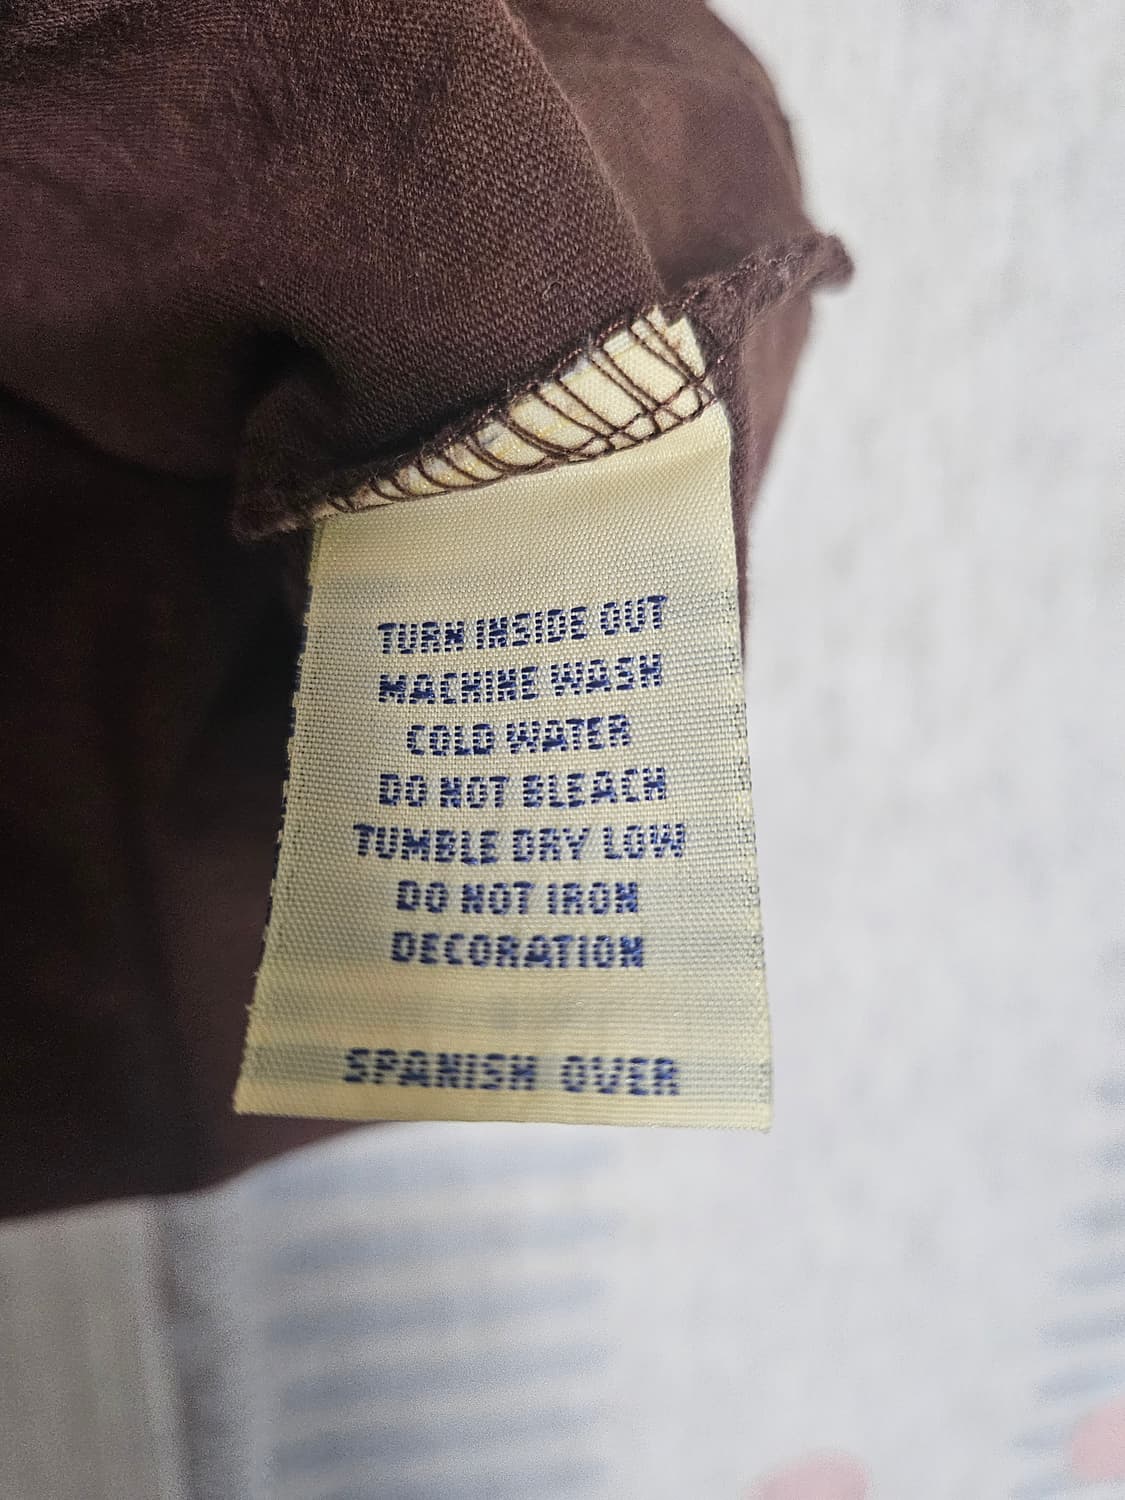 TURN INSIDE OUT
MACHINE WASH
COLD WATER
DO NOT BLEACH
TUMBLE DRY LOW
DO NOT IRON
DECORATION
SPANISH OVER